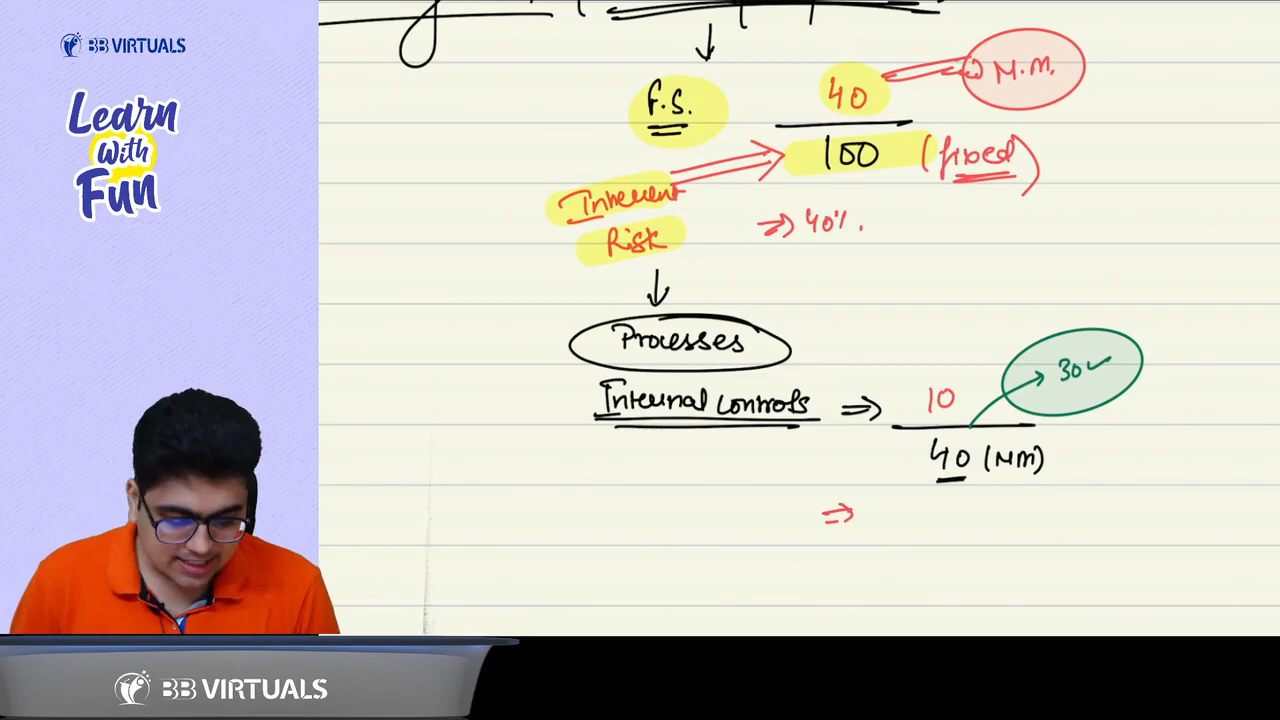 BB VIRTUALS
Learn
With
Fun
F.S.
40
M.M.
100 (fixed)
Inherent
Risk
⇒ 40%.
Processes
Internal controls ⇒
10
30 ✓
40 (MM)
⇒
BB VIRTUALS